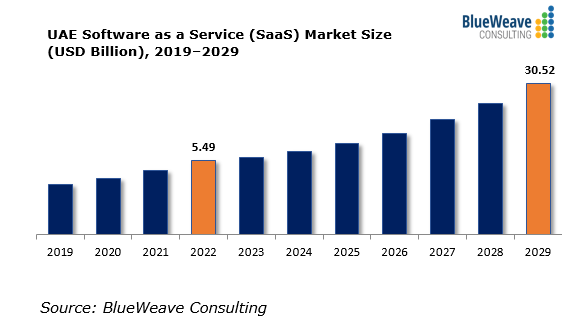 UAE Software as a Service (SaaS) Market Size
(USD Billion), 2019–2029
BlueWeave
CONSULTING
30.52
5.49
2019 2020 2021 2022 2023 2024 2025 2026 2027 2028 2029
Source: BlueWeave Consulting